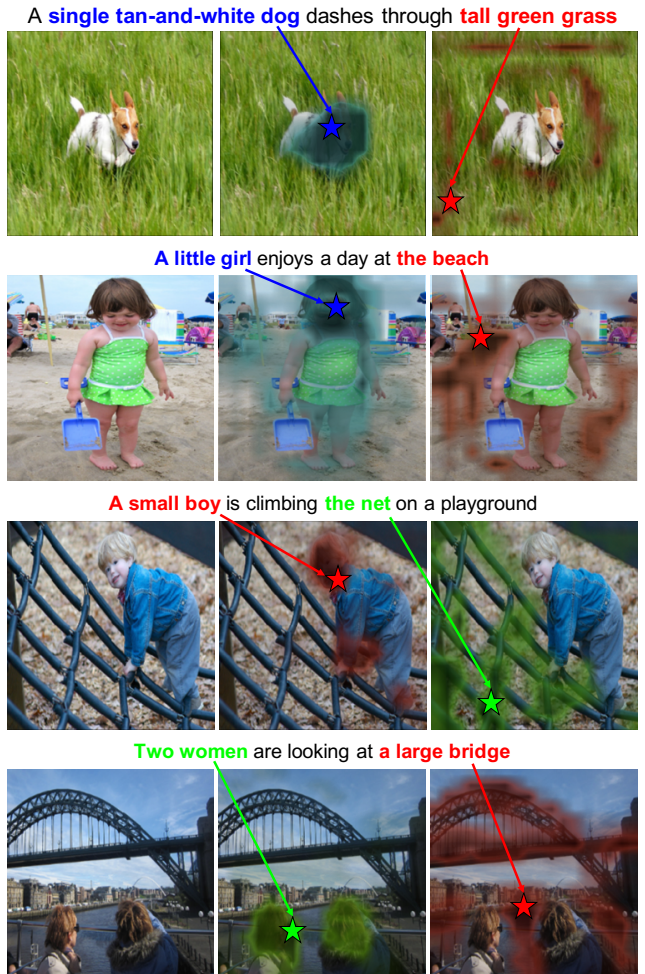 A single tan-and-white dog dashes through tall green grass
A little girl enjoys a day at the beach
A small boy is climbing the net on a playground
Two women are looking at a large bridge